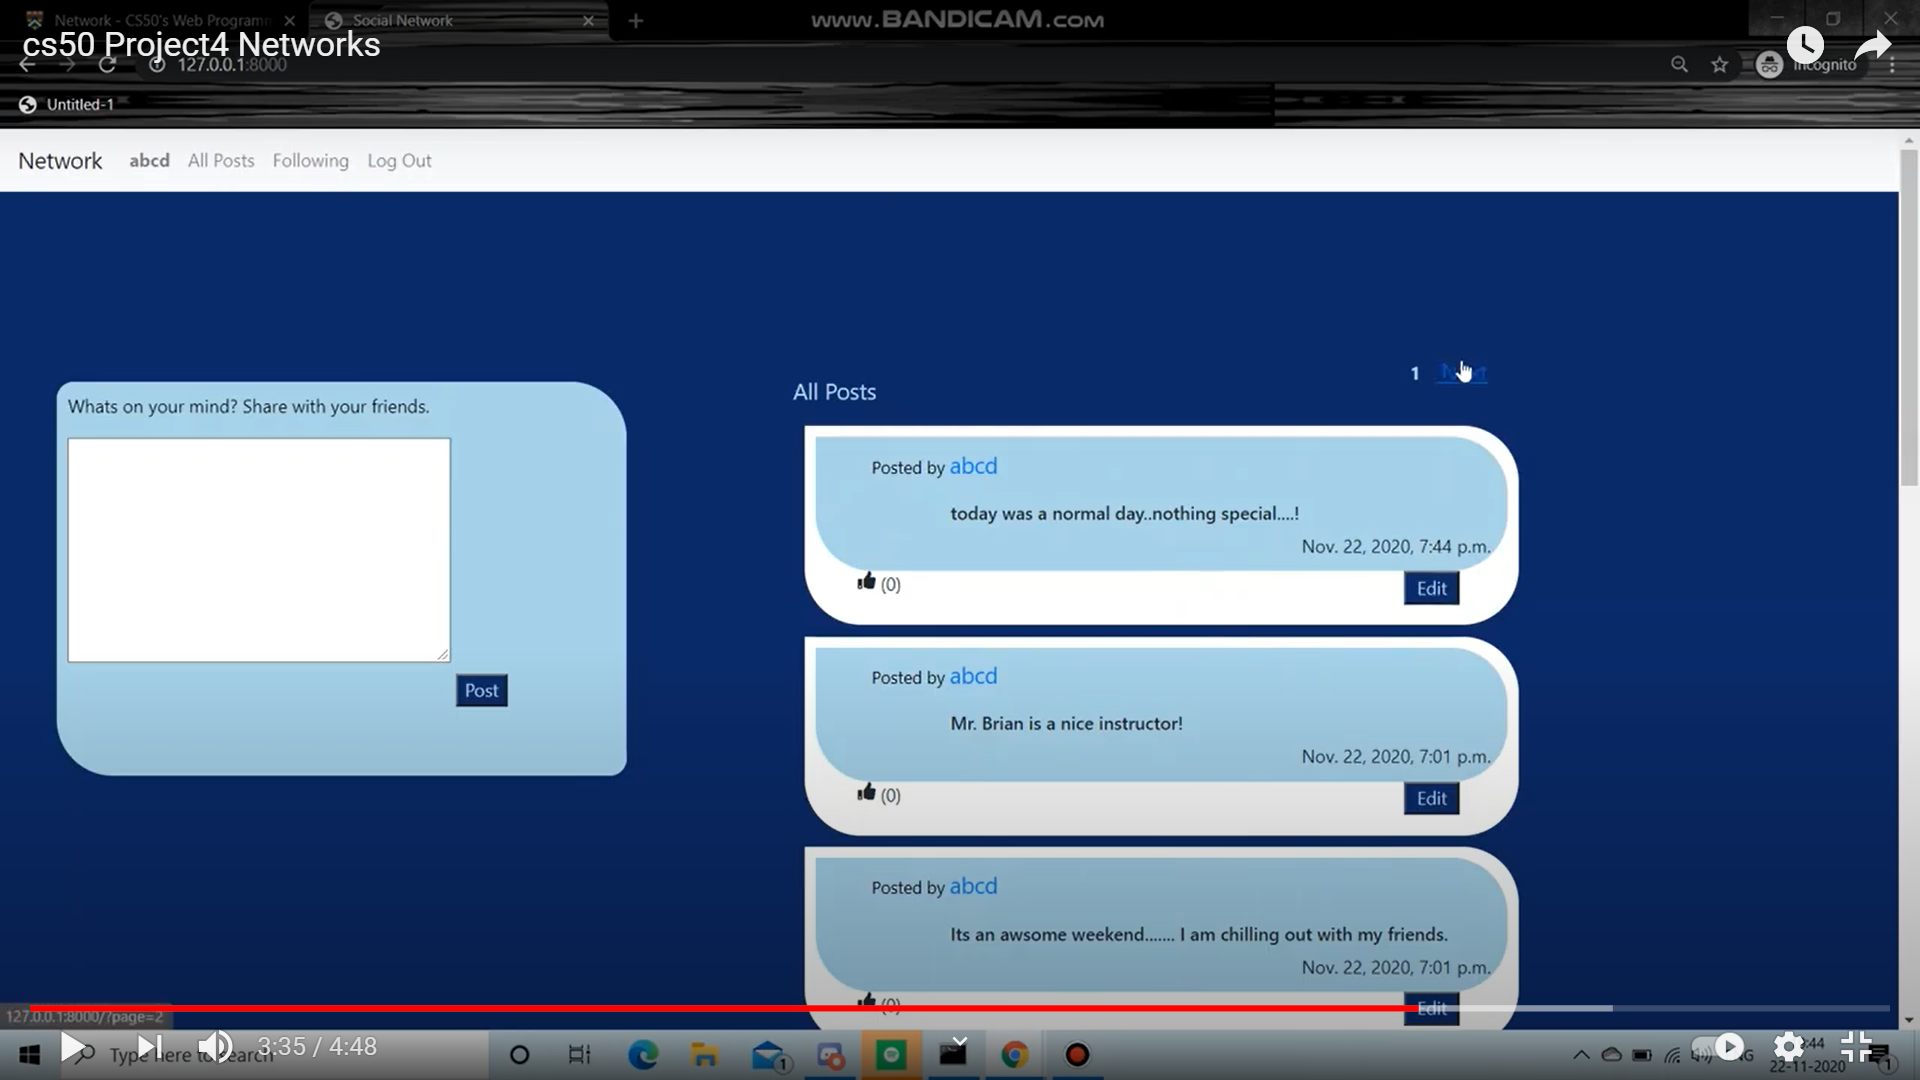 Network - CS50's Web Programm
Social Network
www.BANDICAM.com
cs50 Project4 Networks
127.0.0.1:8000
Incognito
Untitled-1
Network abcd All Posts Following Log Out
1 Next
All Posts
Whats on your mind? Share with your friends.
Post
Posted by abcd
today was a normal day..nothing special....!
Nov. 22, 2020, 7:44 p.m.
(0)
Edit
Posted by abcd
Mr. Brian is a nice instructor!
Nov. 22, 2020, 7:01 p.m.
(0)
Edit
Posted by abcd
Its an awsome weekend....... I am chilling out with my friends.
Nov. 22, 2020, 7:01 p.m.
(0)
Edit
127.0.0.1:8000/?page=2
Type here to search
3:35 / 4:48
1
:44
22-11-2020
1